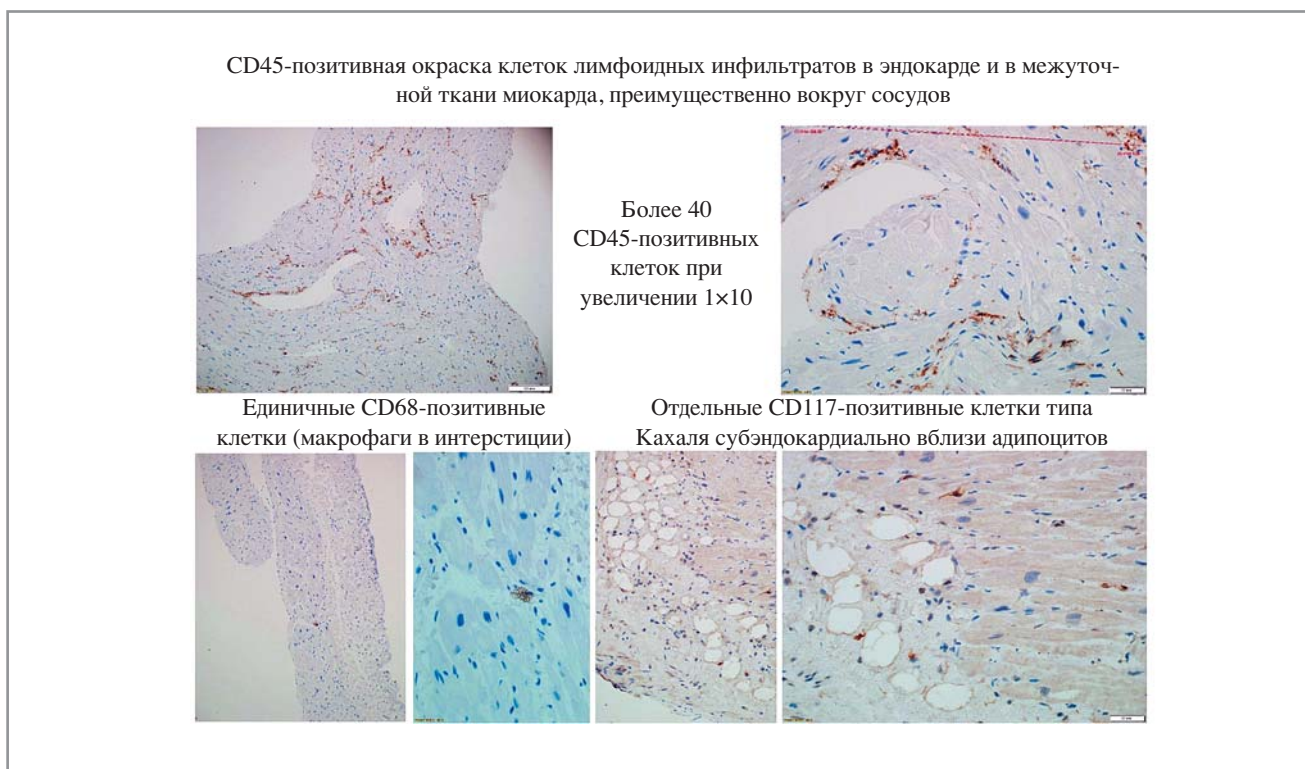 CD45-позитивная окраска клеток лимфоидных инфильтратов в эндокарде и в межуточ-
ной ткани миокарда, преимущественно вокруг сосудов
Более 40
CD45-позитивных
клеток при
увеличении 1×10
Единичные CD68-позитивные
клетки (макрофаги в интерстиции)
Отдельные CD117-позитивные клетки типа
Кахаля субэндокардиально вблизи адипоцитов